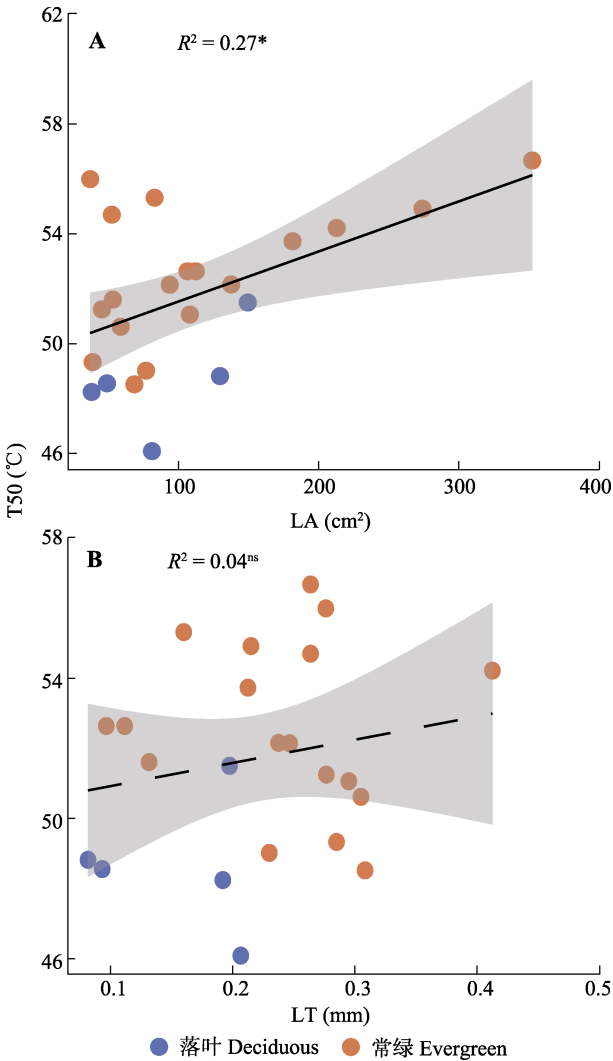 62
A
R² = 0.27*
58
54
50
46
100
200
300
400
LA (cm²)
T50 (℃)
58
B
R² = 0.04ⁿˢ
54
50
46
0.1
0.2
0.3
0.4
0.5
LT (mm)
落叶 Deciduous
常绿 Evergreen